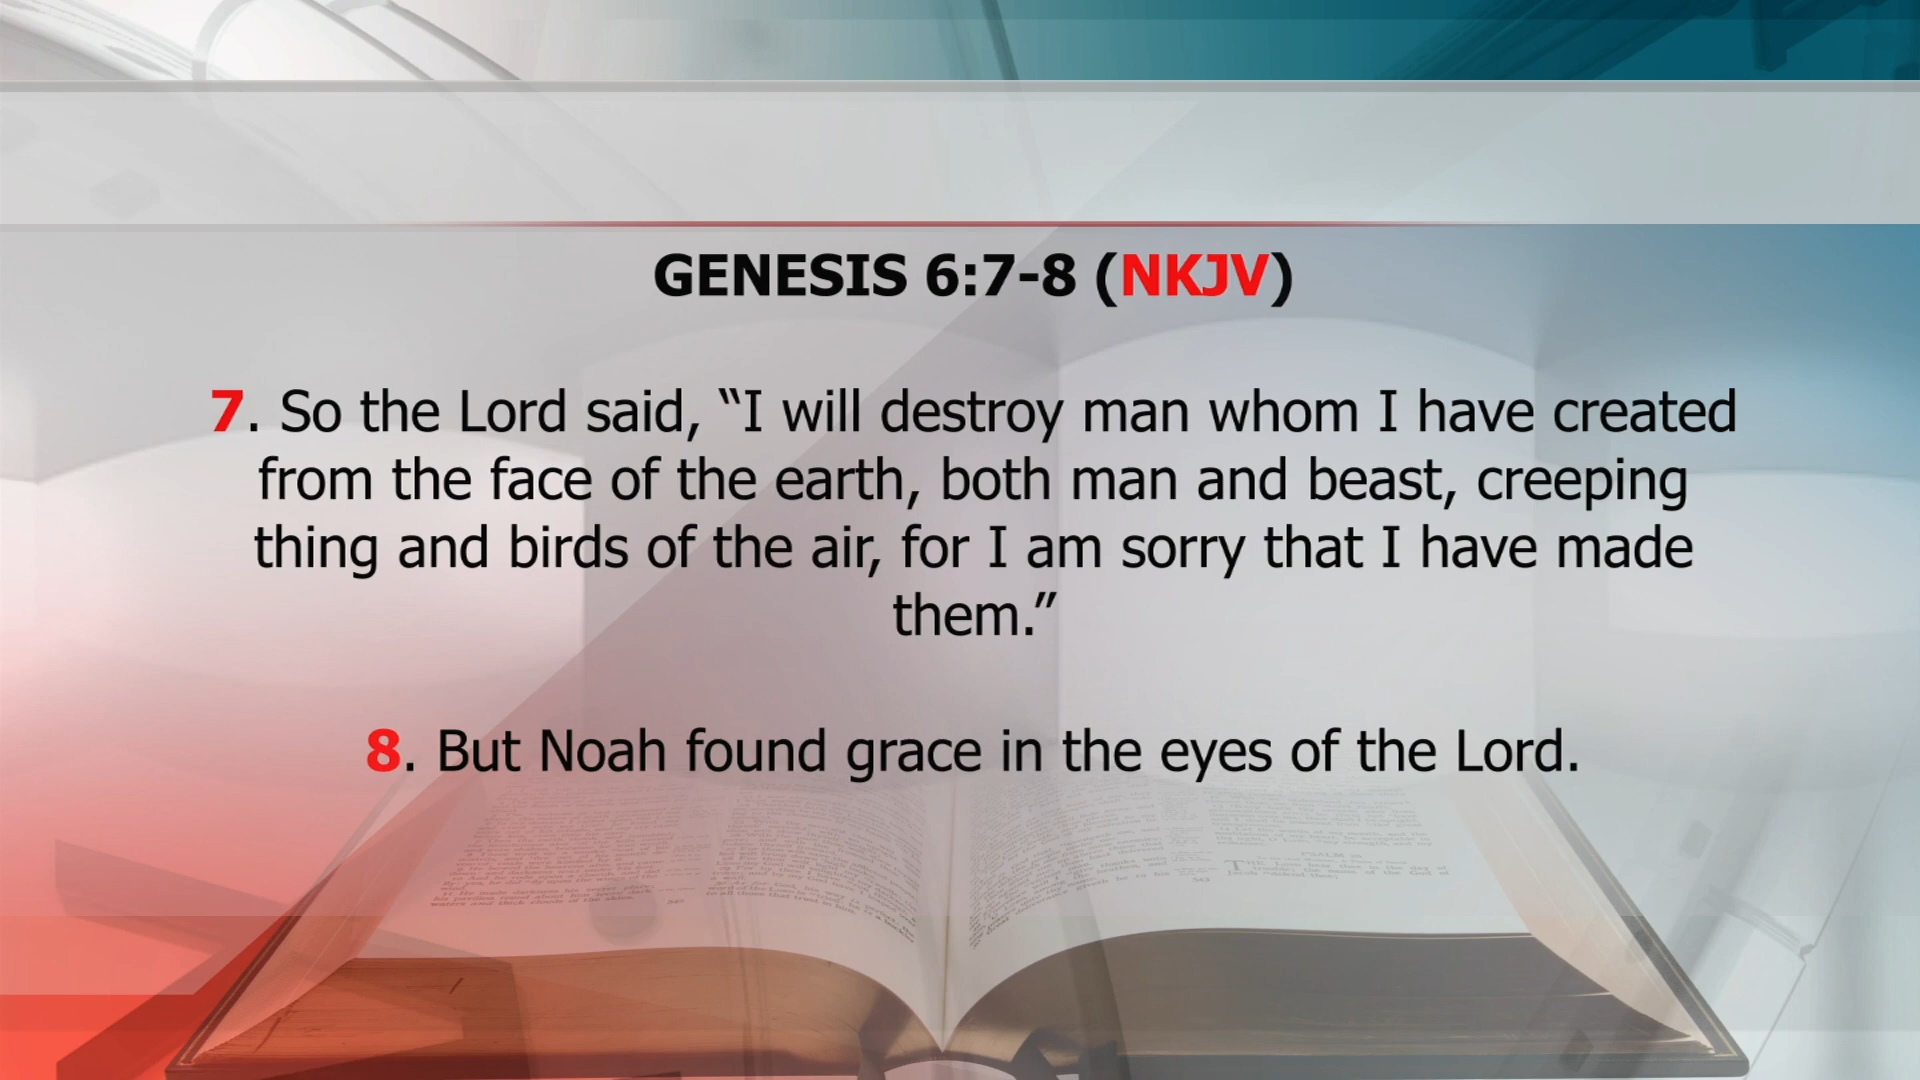 GENESIS 6:7-8 (NKJV)
7. So the Lord said, “I will destroy man whom I have created
from the face of the earth, both man and beast, creeping
thing and birds of the air, for I am sorry that I have made
them.”
8. But Noah found grace in the eyes of the Lord.